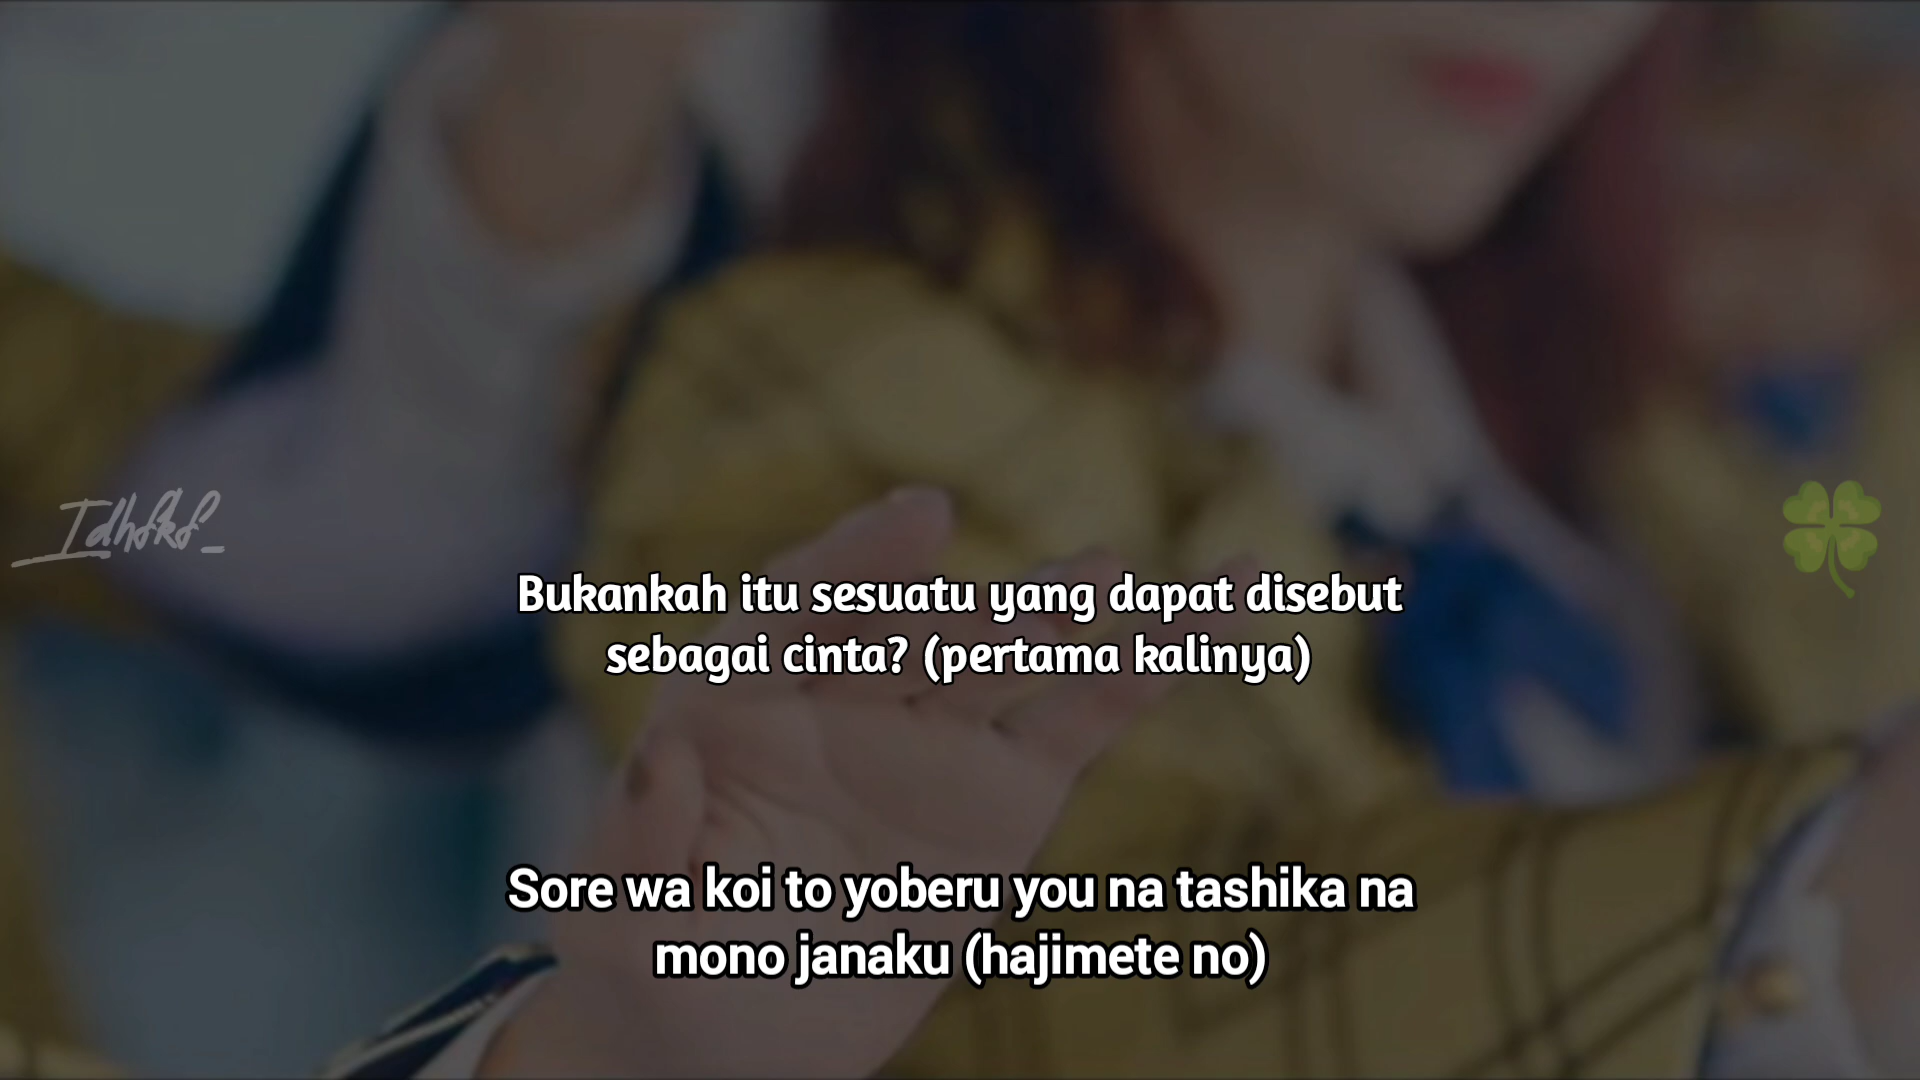 Idhoko_
Bukankah itu sesuatu yang dapat disebut
sebagai cinta? (pertama kalinya)
Sore wa koi to yoberu you na tashika na
mono janaku (hajimete no)